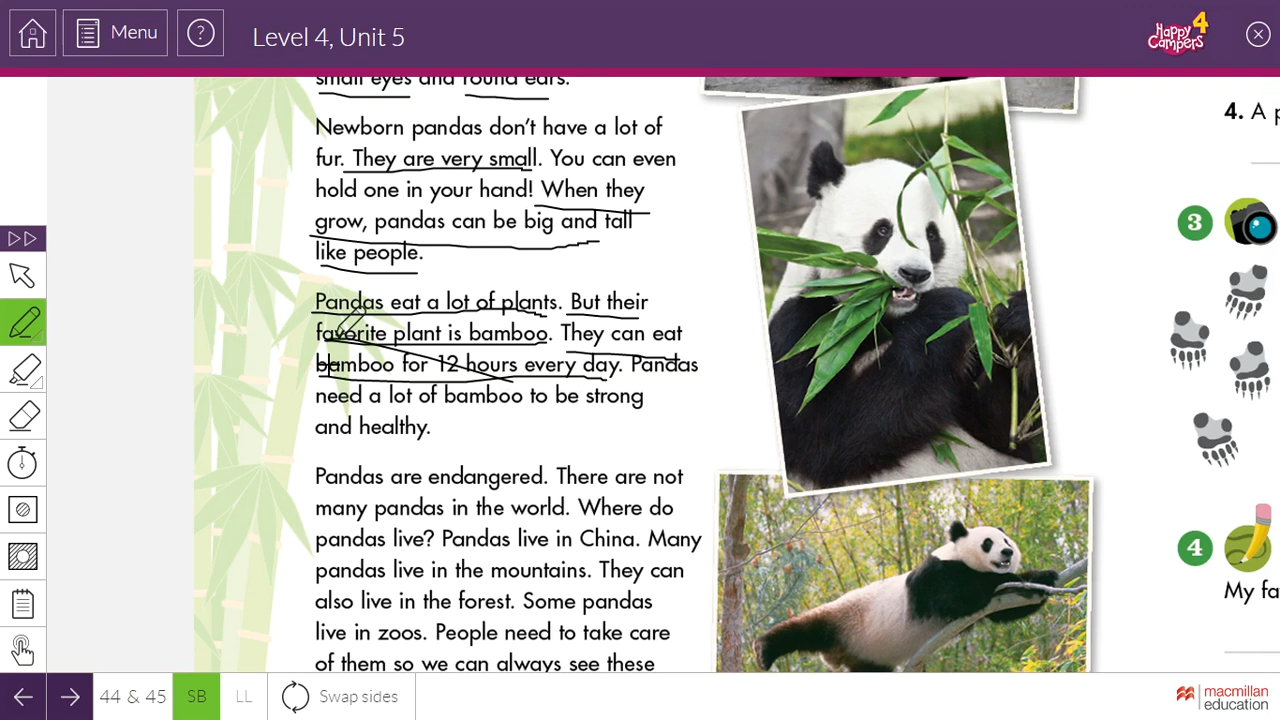 Menu
?
Level 4, Unit 5
Happy Campers 4
small eyes and round ears.
Newborn pandas don't have a lot of
fur. They are very small. You can even
hold one in your hand! When they
grow, pandas can be big and tall
like people.
Pandas eat a lot of plants. But their
favorite plant is bamboo. They can eat
bamboo for 12 hours every day. Pandas
need a lot of bamboo to be strong
and healthy.
Pandas are endangered. There are not
many pandas in the world. Where do
pandas live? Pandas live in China. Many
pandas live in the mountains. They can
also live in the forest. Some pandas
live in zoos. People need to take care
of them so we can always see these
4. A p
3
4
My fa
44 & 45
SB
LL
Swap sides
macmillan
education